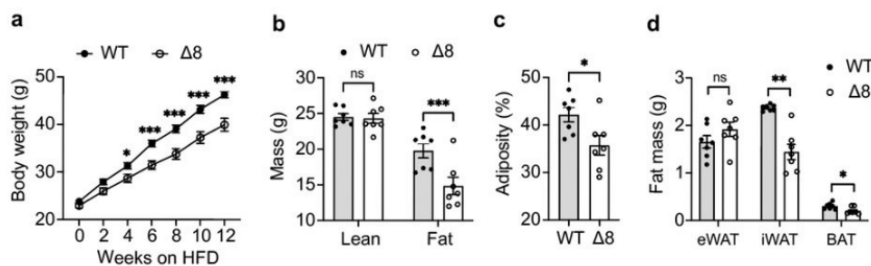 a
WT Δ8
Body weight (g)
50
40
30
20
* *** *** *** ***
0 2 4 6 8 10 12
Weeks on HFD
b
WT Δ8
Mass (g)
30
25
20
15
10
ns
***
Lean Fat
c
Adiposity (%)
50
40
30
20
*
WT Δ8
d
WT
Δ8
Fat mass (g)
3
2
1
0
ns
**
*
eWAT iWAT BAT